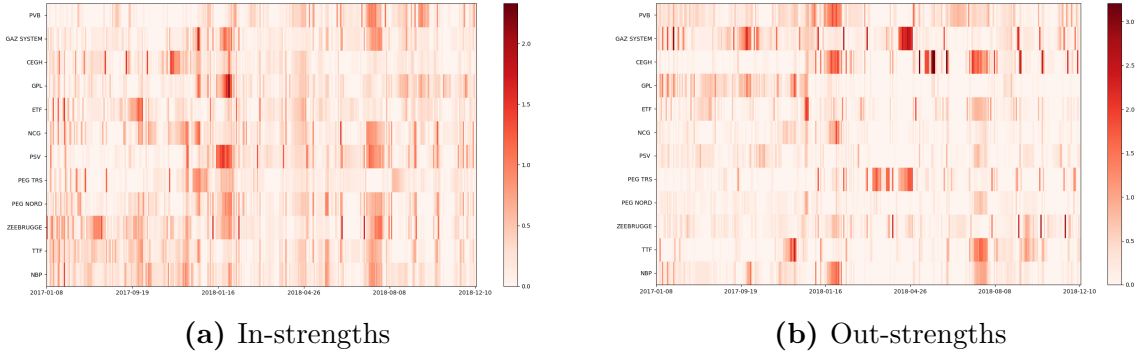 PVB
GAZ SYSTEM
CEGH
GPL
ETF
NCG
PSV
PEG TRS
PEG NORD
ZEEBRUGGE
TTF
NBP
2017-01-08 2017-09-19 2018-01-16 2018-04-26 2018-08-08 2018-12-10
2.0
1.5
1.0
0.5
0.0
(a) In-strengths
PVB
GAZ SYSTEM
CEGH
GPL
ETF
NCG
PSV
PEG TRS
PEG NORD
ZEEBRUGGE
TTF
NBP
2017-01-08 2017-09-19 2018-01-16 2018-04-26 2018-08-08 2018-12-10
3.0
2.5
2.0
1.5
1.0
0.5
0.0
(b) Out-strengths